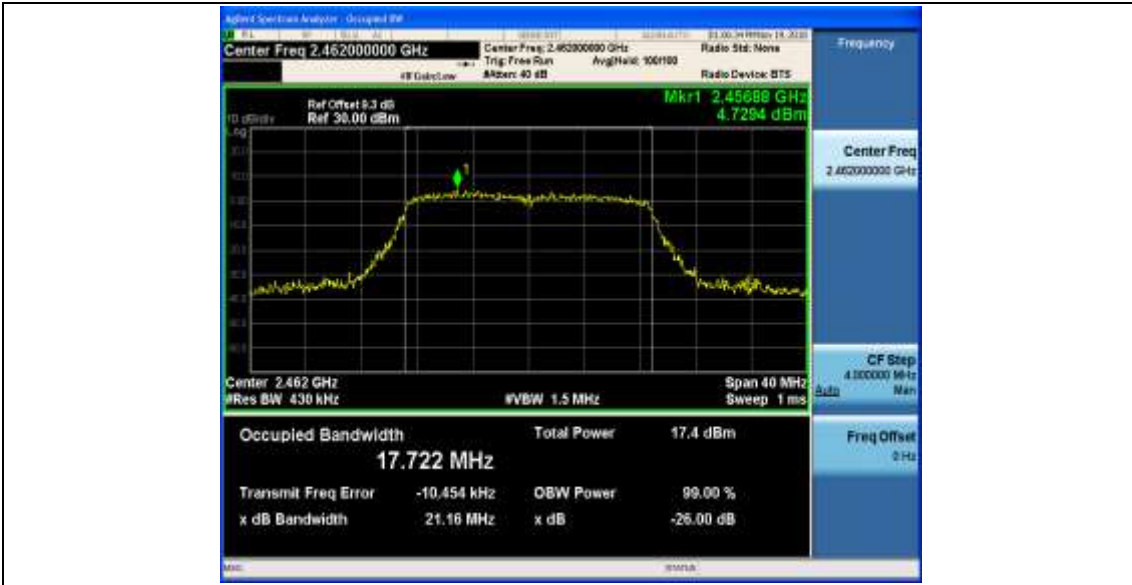 Agilent Spectrum Analyzer - Occupied BW
Center Freq 2.462000000 GHz
Center Freq: 2.462000000 GHz
Radio Std: None
Trig: Free Run Avg|Hold: 100/100
#IFGain:Low #Atten: 40 dB Radio Device: BTS
Frequency
Ref Offset 9.3 dB
Ref 30.00 dBm
10 dB/div
Log
Mkr1 2.45688 GHz
4.7294 dBm
1
Center Freq
2.462000000 GHz
Center 2.462 GHz Span 40 MHz
#Res BW 430 kHz #VBW 1.5 MHz Sweep 1 ms
CF Step
4.000000 MHz
Auto Man
Occupied Bandwidth Total Power 17.4 dBm
17.722 MHz
Freq Offset
0 Hz
Transmit Freq Error -10.454 kHz OBW Power 99.00 %
x dB Bandwidth 21.16 MHz x dB -26.00 dB
MSG STATUS